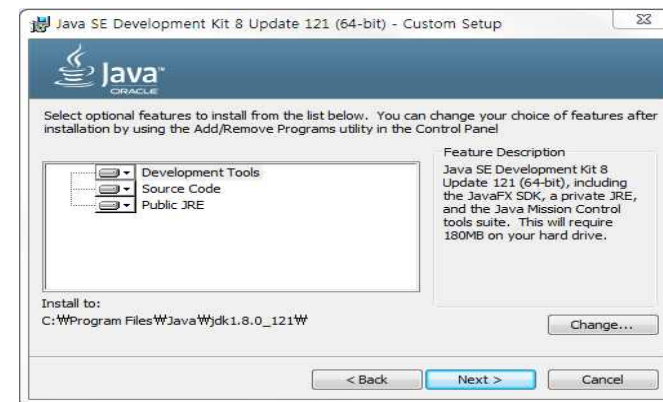 Java SE Development Kit 8 Update 121 (64-bit) - Custom Setup
Java™
ORACLE
Select optional features to install from the list below. You can change your choice of features after
installation by using the Add/Remove Programs utility in the Control Panel
Development Tools
Source Code
Public JRE
Feature Description
Java SE Development Kit 8
Update 121 (64-bit), including
the JavaFX SDK, a private JRE,
and the Java Mission Control
tools suite. This will require
180MB on your hard drive.
Install to:
C:₩Program Files₩Java₩jdk1.8.0_121₩
Change...
< Back
Next >
Cancel